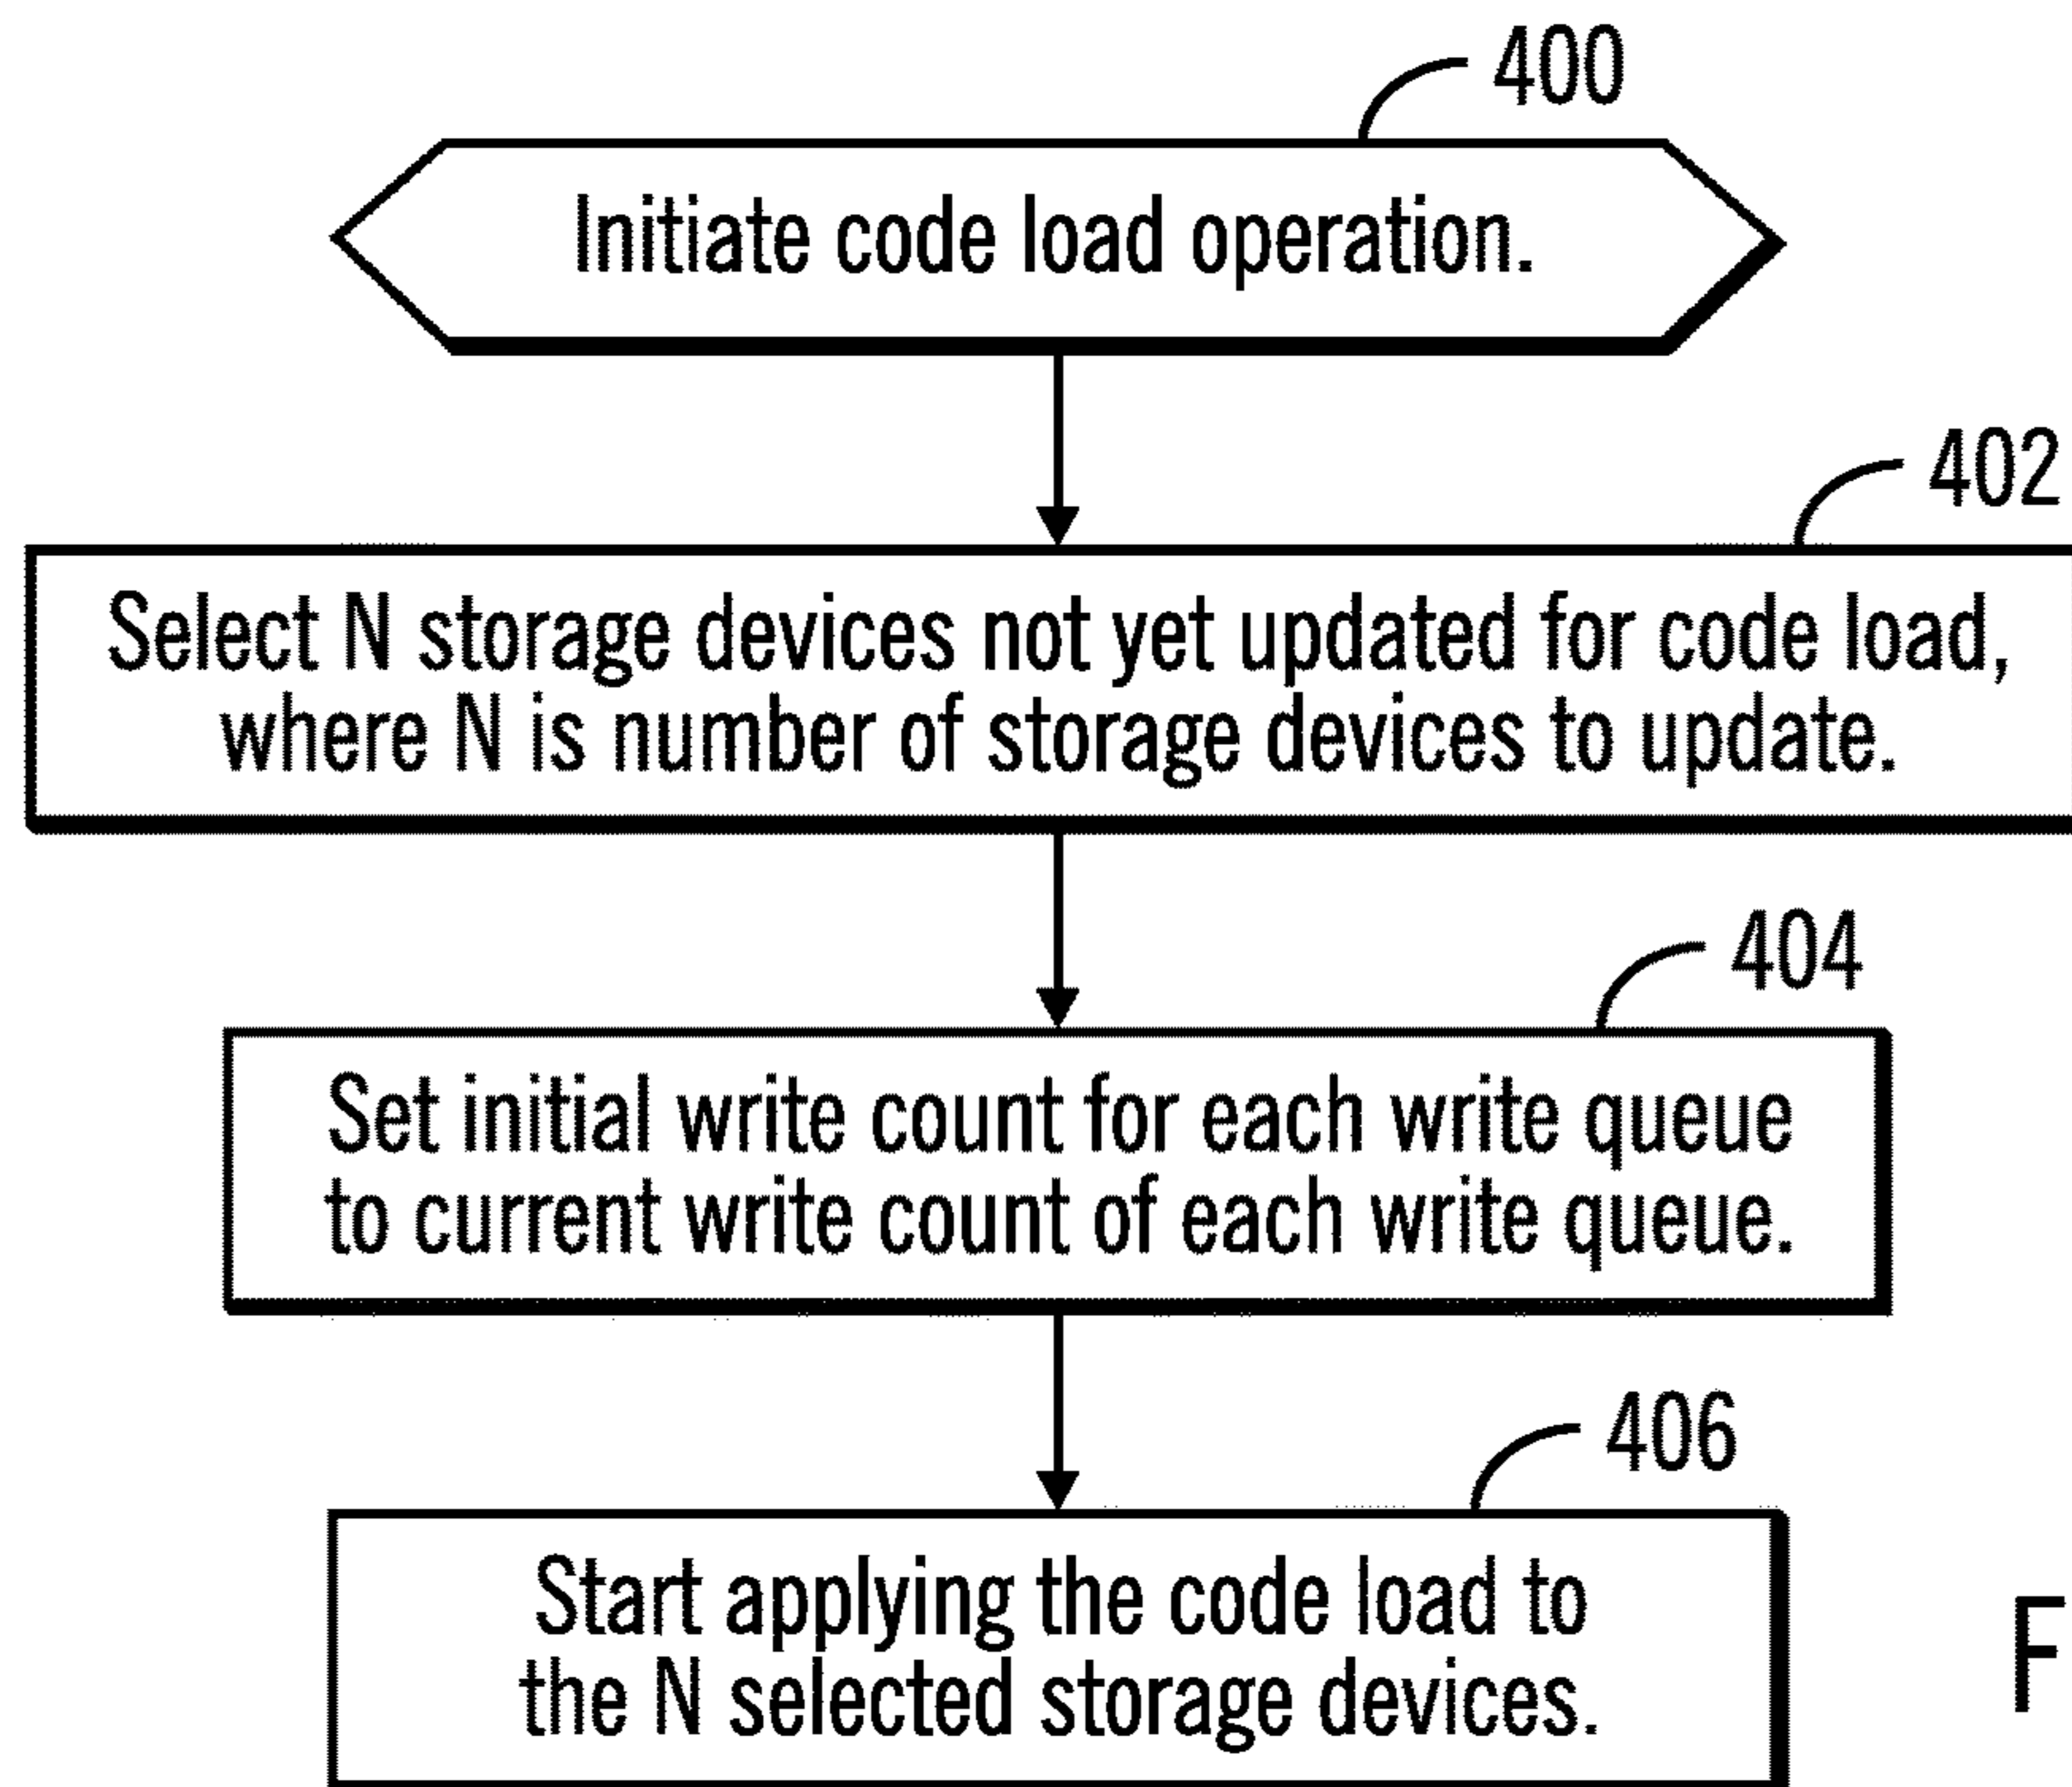 400
Initiate code load operation.
402
Select N storage devices not yet updated for code load,
where N is number of storage devices to update.
404
Set initial write count for each write queue
to current write count of each write queue.
406
Start applying the code load to
the N selected storage devices.
F